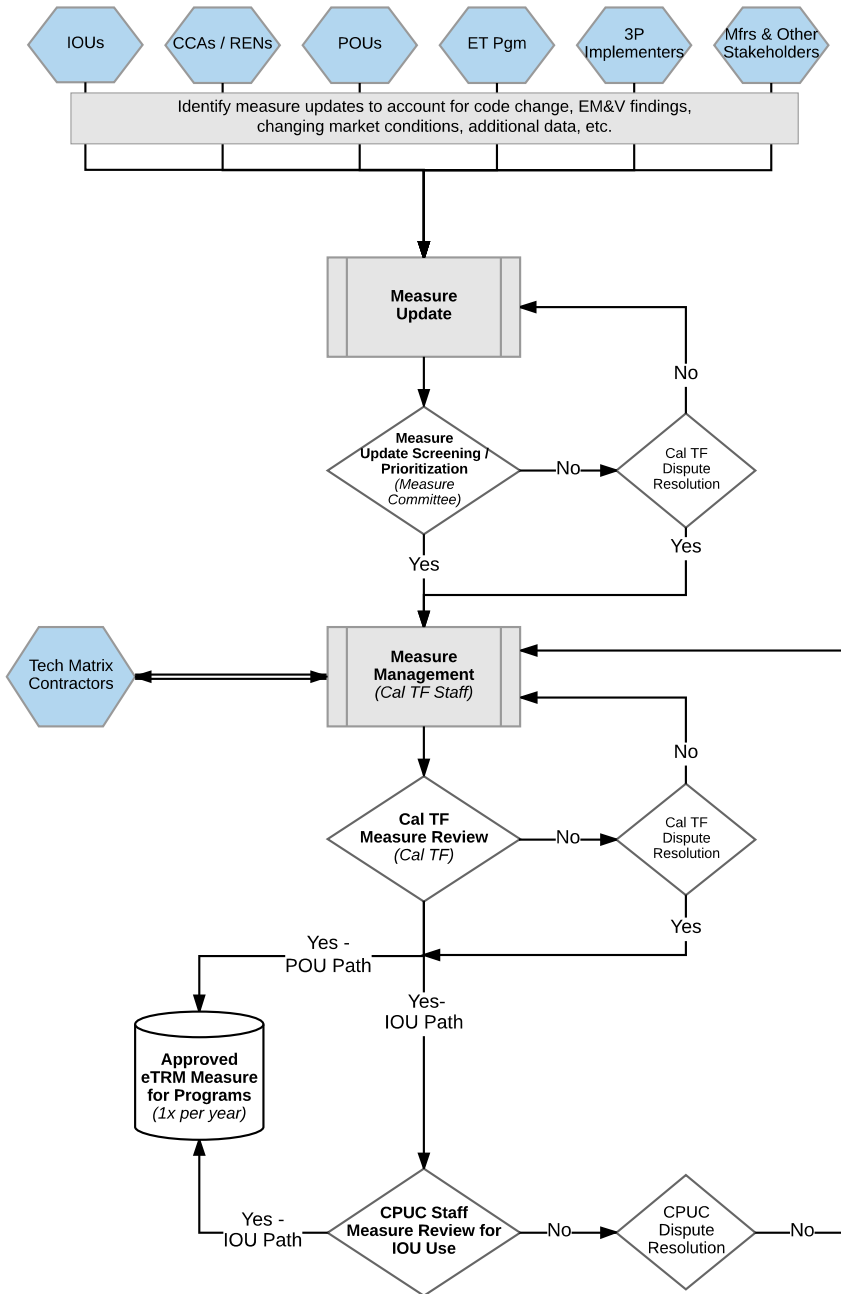 IOUs
CCAs / RENs
POUs
ET Pgm
3P
Implementers
Mfrs & Other
Stakeholders
Identify measure updates to account for code change, EM&V findings,
changing market conditions, additional data, etc.
Measure
Update
No
Measure
Update Screening /
Prioritization
(Measure
Committee)
No
Cal TF
Dispute
Resolution
Yes
Yes
Tech Matrix
Contractors
Measure
Management
(Cal TF Staff)
No
Cal TF
Measure Review
(Cal TF)
No
Cal TF
Dispute
Resolution
Yes
Yes -
POU Path
Yes-
IOU Path
Approved
eTRM Measure
for Programs
(1x per year)
Yes -
IOU Path
CPUC Staff
Measure Review for
IOU Use
No
CPUC
Dispute
Resolution
No